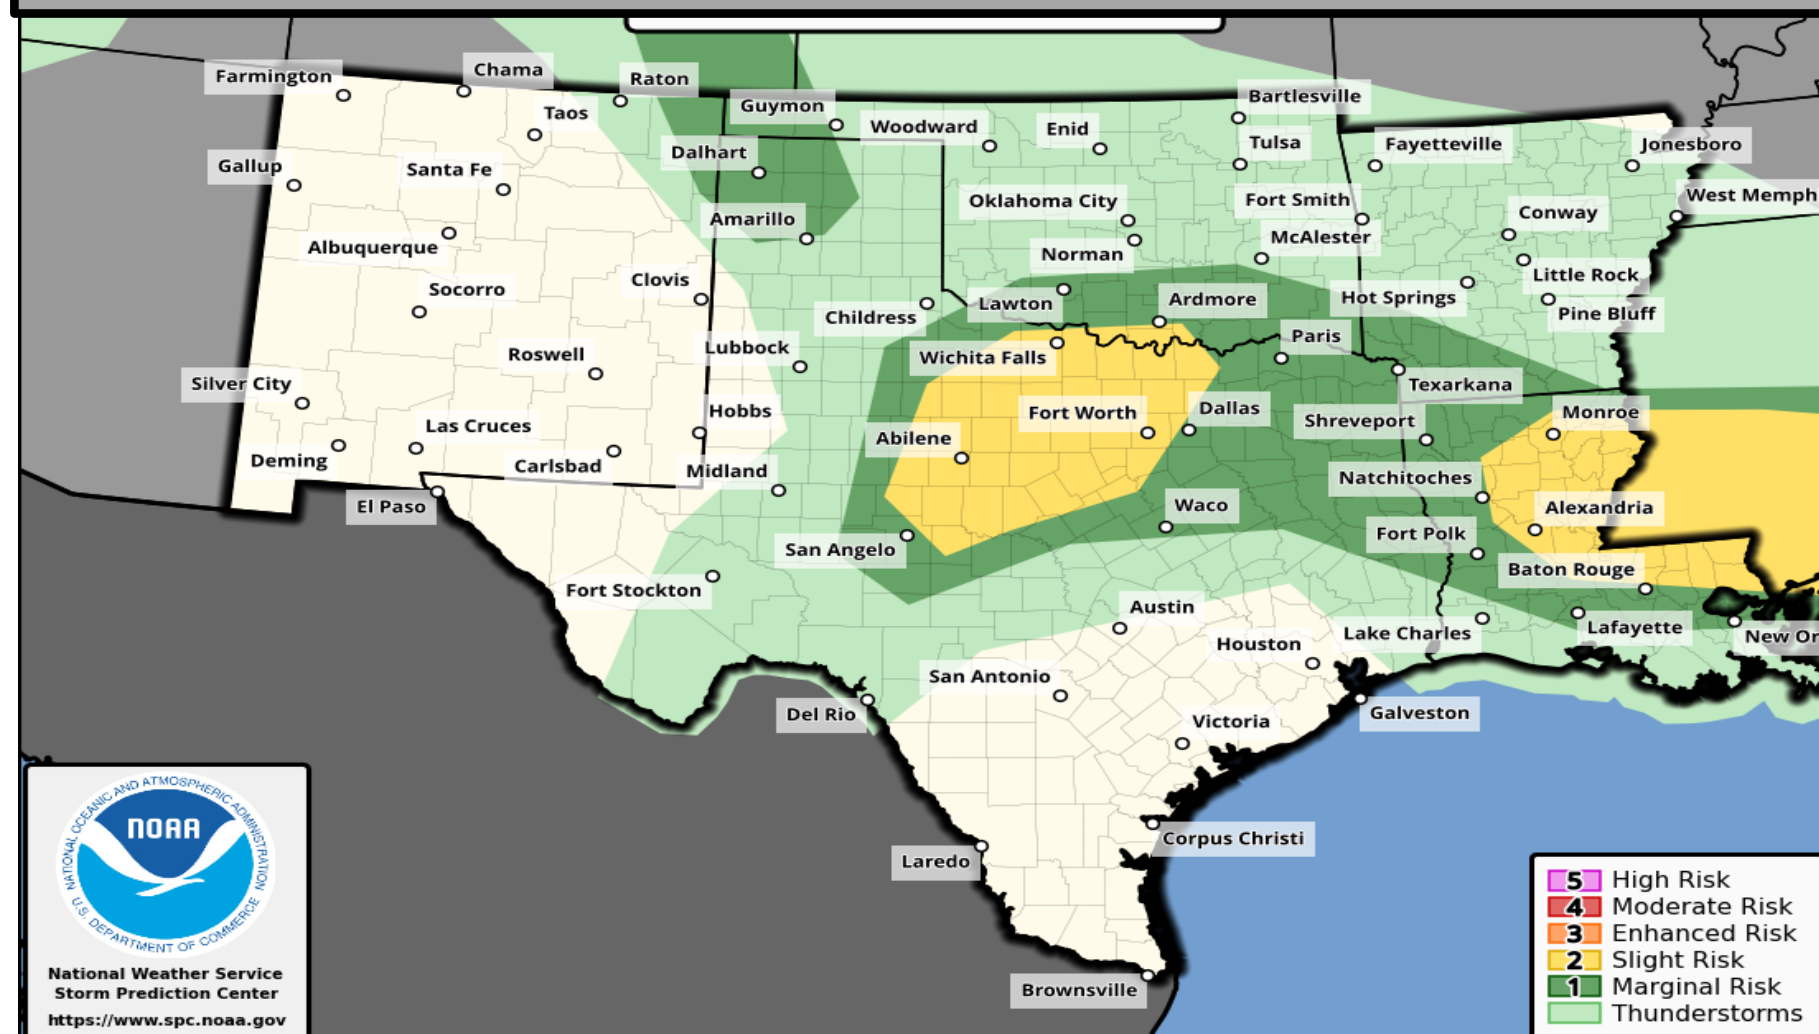 Farmington
Chama
Raton
Taos
Guymon
Woodward
Enid
Bartlesville
Tulsa
Fayetteville
Jonesboro
Gallup
Santa Fe
Dalhart
Oklahoma City
Fort Smith
Conway
West Memph
Albuquerque
Amarillo
Norman
McAlester
Little Rock
Socorro
Clovis
Childress
Lawton
Ardmore
Hot Springs
Pine Bluff
Roswell
Lubbock
Wichita Falls
Paris
Silver City
Texarkana
Las Cruces
Hobbs
Fort Worth
Dallas
Shreveport
Monroe
Deming
Carlsbad
Midland
Abilene
Natchitoches
El Paso
Waco
Alexandria
San Angelo
Fort Polk
Fort Stockton
Baton Rouge
Austin
Lake Charles
Lafayette
New Or
Houston
San Antonio
Del Rio
Victoria
Galveston
Corpus Christi
Laredo
Brownsville
NATIONAL OCEANIC AND ATMOSPHERIC ADMINISTRATION
NOAA
U.S. DEPARTMENT OF COMMERCE
National Weather Service
Storm Prediction Center
https://www.spc.noaa.gov
5 High Risk
4 Moderate Risk
3 Enhanced Risk
2 Slight Risk
1 Marginal Risk
Thunderstorms